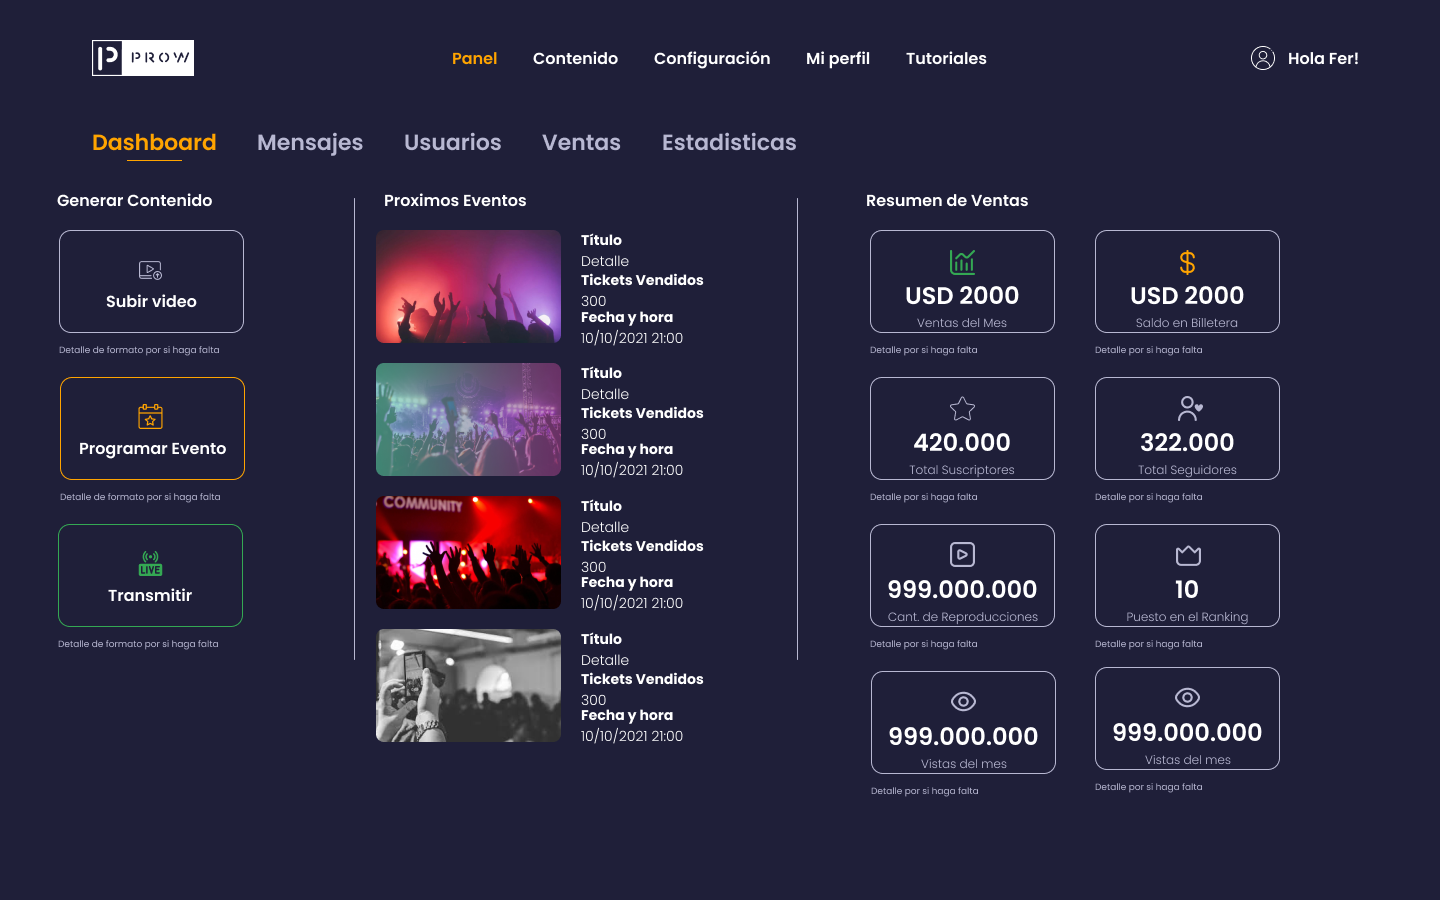 P PROW
Panel Contenido Configuración Mi perfil Tutoriales
Hola Fer!
Dashboard Mensajes Usuarios Ventas Estadisticas
Generar Contenido
Subir video
Detalle de formato por si haga falta
Programar Evento
Detalle de formato por si haga falta
LIVE
Transmitir
Detalle de formato por si haga falta
Proximos Eventos
Título
Detalle
Tickets Vendidos
300
Fecha y hora
10/10/2021 21:00
Título
Detalle
Tickets Vendidos
300
Fecha y hora
10/10/2021 21:00
COMMUNITY
Título
Detalle
Tickets Vendidos
300
Fecha y hora
10/10/2021 21:00
Título
Detalle
Tickets Vendidos
300
Fecha y hora
10/10/2021 21:00
Resumen de Ventas
USD 2000
Ventas del Mes
Detalle por si haga falta
$
USD 2000
Saldo en Billetera
Detalle por si haga falta
420.000
Total Suscriptores
Detalle por si haga falta
322.000
Total Seguidores
Detalle por si haga falta
999.000.000
Cant. de Reproducciones
Detalle por si haga falta
10
Puesto en el Ranking
Detalle por si haga falta
999.000.000
Vistas del mes
Detalle por si haga falta
999.000.000
Vistas del mes
Detalle por si haga falta